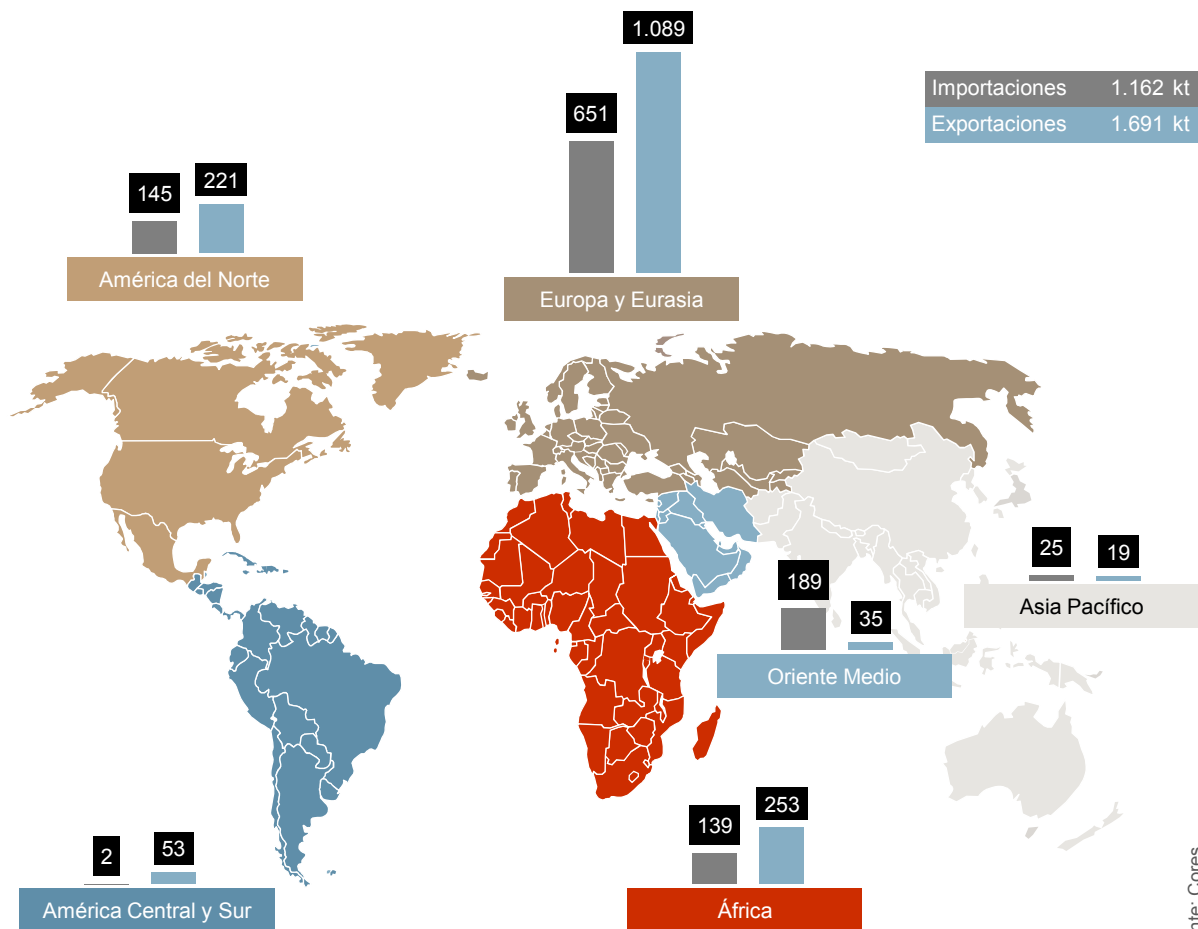 1.089
Importaciones 1.162 kt
Exportaciones 1.691 kt
651
145 221
América del Norte
Europa y Eurasia
25 19
Asia Pacífico
189 35
Oriente Medio
139 253
África
2 53
América Central y Sur
Cores